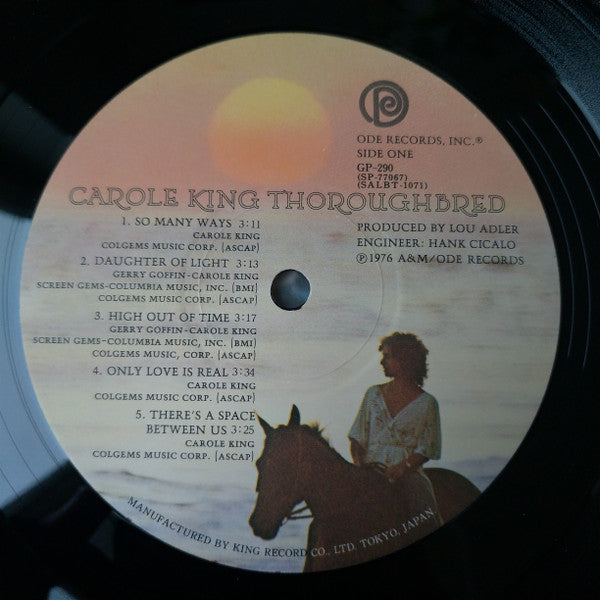 ODE RECORDS, INC.®
SIDE ONE
GP-290
(SP-77067)
(SALBT-1071)
CAROLE KING THOROUGHBRED
PRODUCED BY LOU ADLER
ENGINEER: HANK CICALO
Ⓟ1976 A&M/ODE RECORDS
1. SO MANY WAYS 3:11
CAROLE KING
COLGEMS MUSIC CORP. (ASCAP)
2. DAUGHTER OF LIGHT 3:13
GERRY GOFFIN-CAROLE KING
SCREEN GEMS-COLUMBIA MUSIC, INC. (BMI)
COLGEMS MUSIC CORP. (ASCAP)
3. HIGH OUT OF TIME 3:17
GERRY GOFFIN-CAROLE KING
SCREEN GEMS-COLUMBIA MUSIC, INC. (BMI)
COLGEMS MUSIC, CORP. (ASCAP)
4. ONLY LOVE IS REAL 3:34
CAROLE KING
COLGEMS MUSIC CORP. (ASCAP)
5. THERE'S A SPACE
BETWEEN US 3:25
CAROLE KING
COLGEMS MUSIC CORP. (ASCAP)
MANUFACTURED BY KING RECORD CO., LTD. TOKYO, JAPAN.